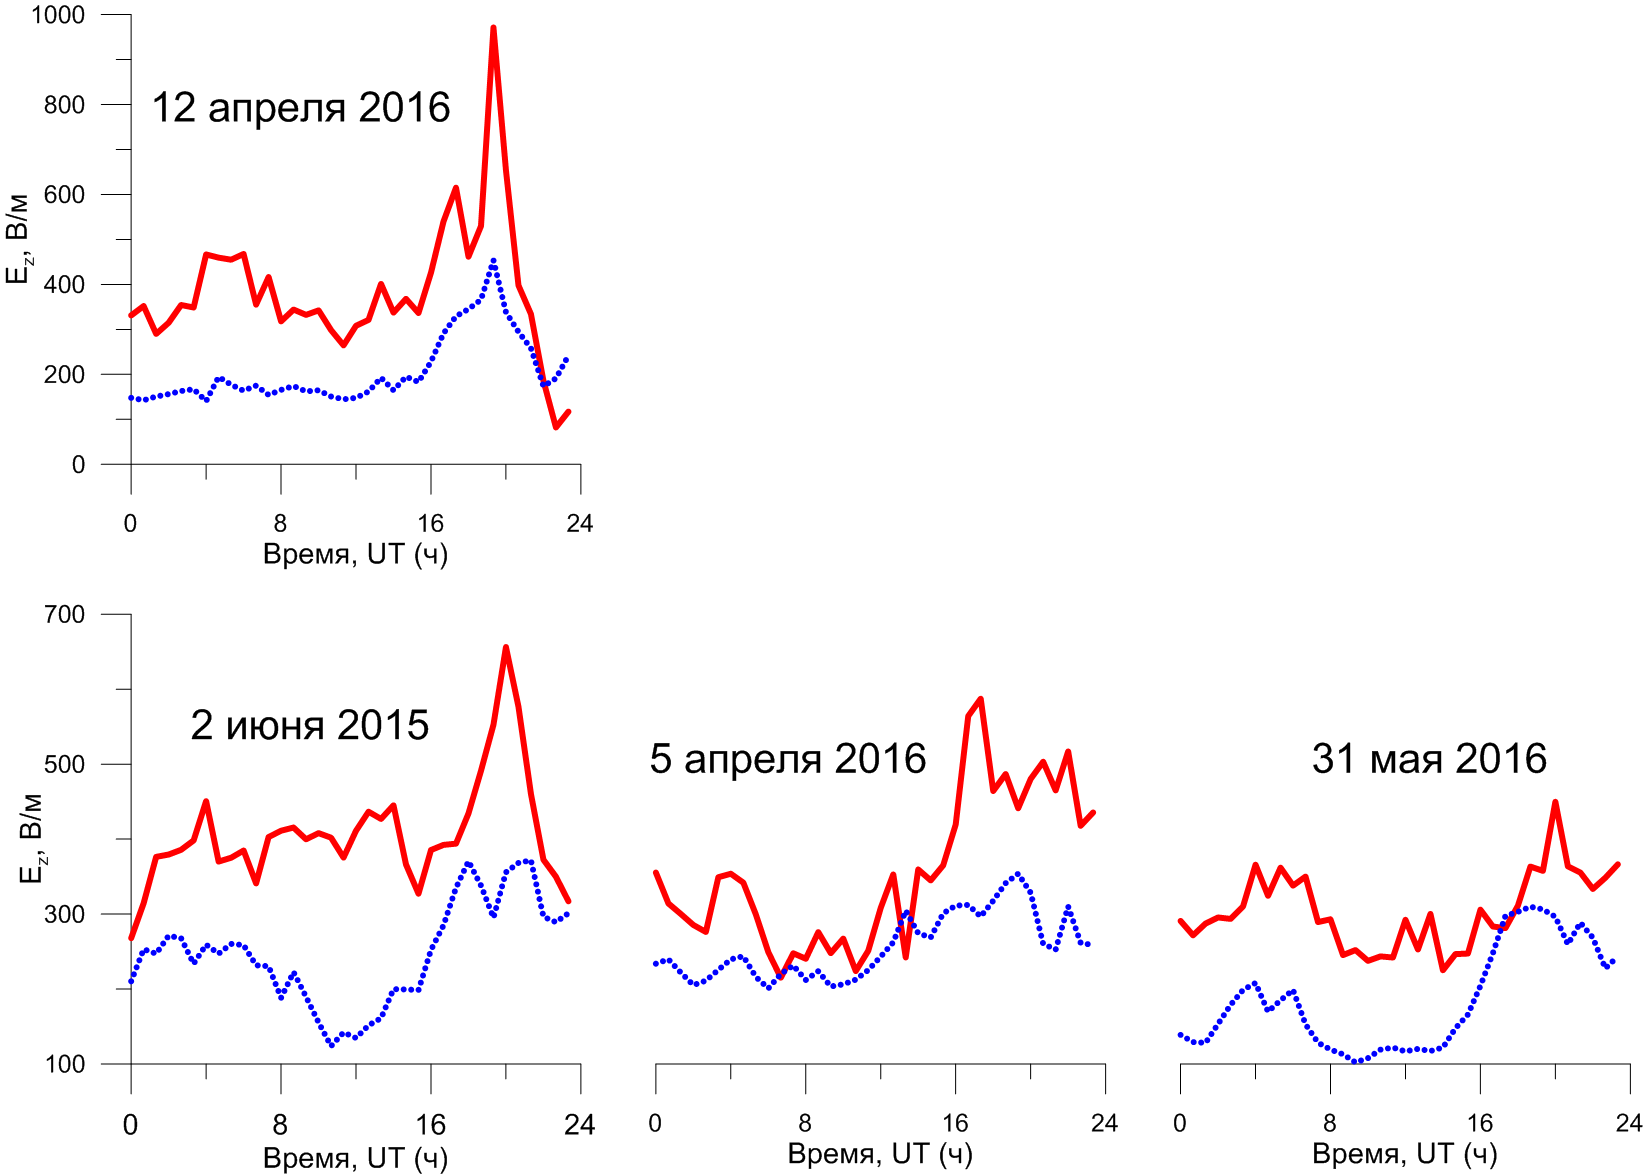 1000
800
600
400
200
0
E_z, В/м
12 апреля 2016
0 8 16 24
Время, UT (ч)
700
500
300
100
E_z, В/м
2 июня 2015
0 8 16 24
Время, UT (ч)
5 апреля 2016
0 8 16 24
Время, UT (ч)
31 мая 2016
0 8 16 24
Время, UT (ч)